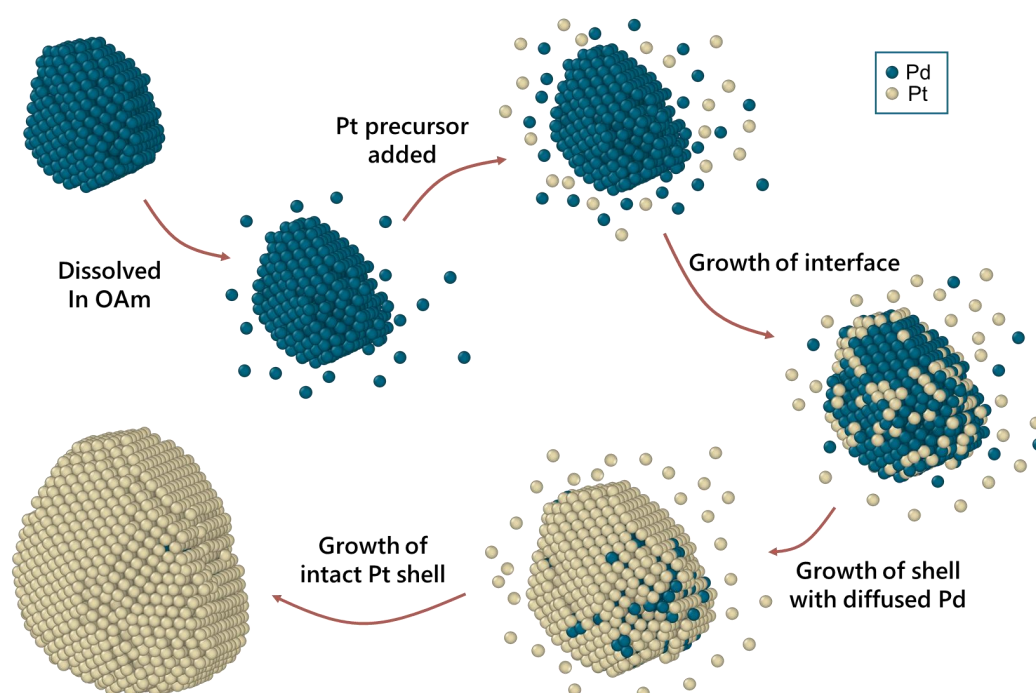 Pd
Pt
Pt precursor
added
Dissolved
In OAm
Growth of interface
Growth of shell
with diffused Pd
Growth of
intact Pt shell